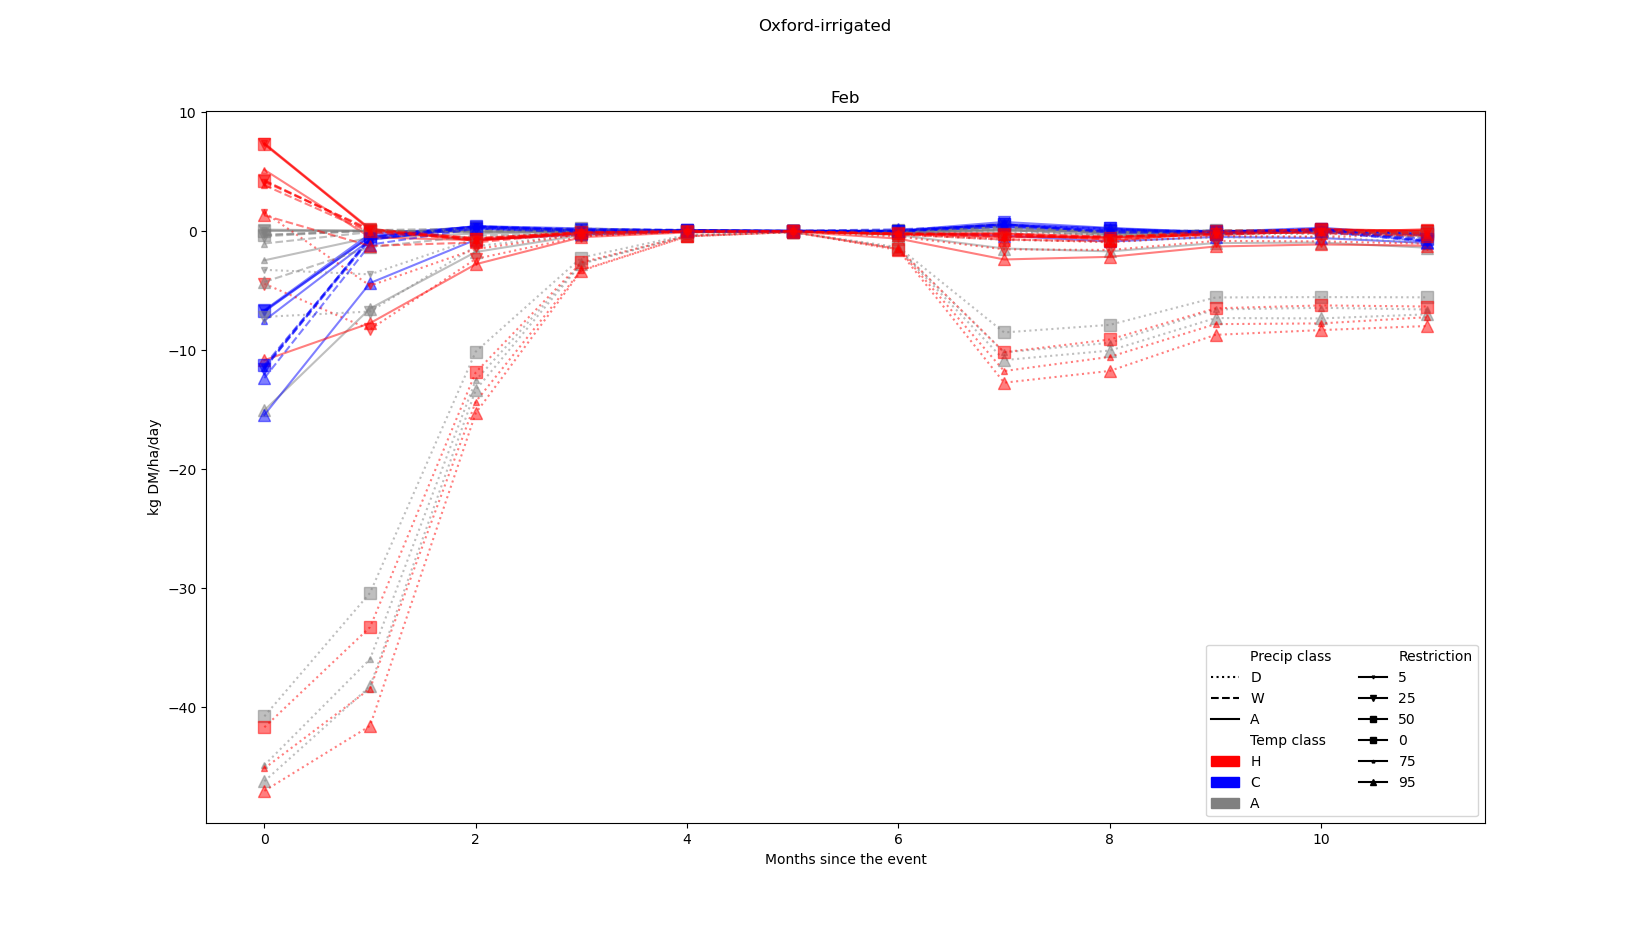 Oxford-irrigated
Feb
10
0
−10
−20
−30
−40
kg DM/ha/day
0
2
4
6
8
10
Months since the event
Precip class
D
W
A
Temp class
H
C
A
Restriction
5
25
50
0
75
95